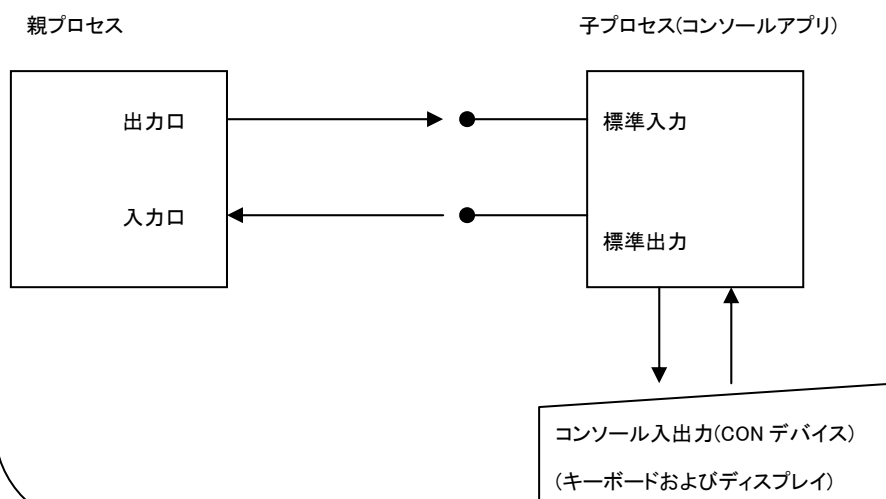 親プロセス
子プロセス(コンソールアプリ)
出力口
標準入力
入力口
標準出力
コンソール入出力(CON デバイス)
(キーボードおよびディスプレイ)